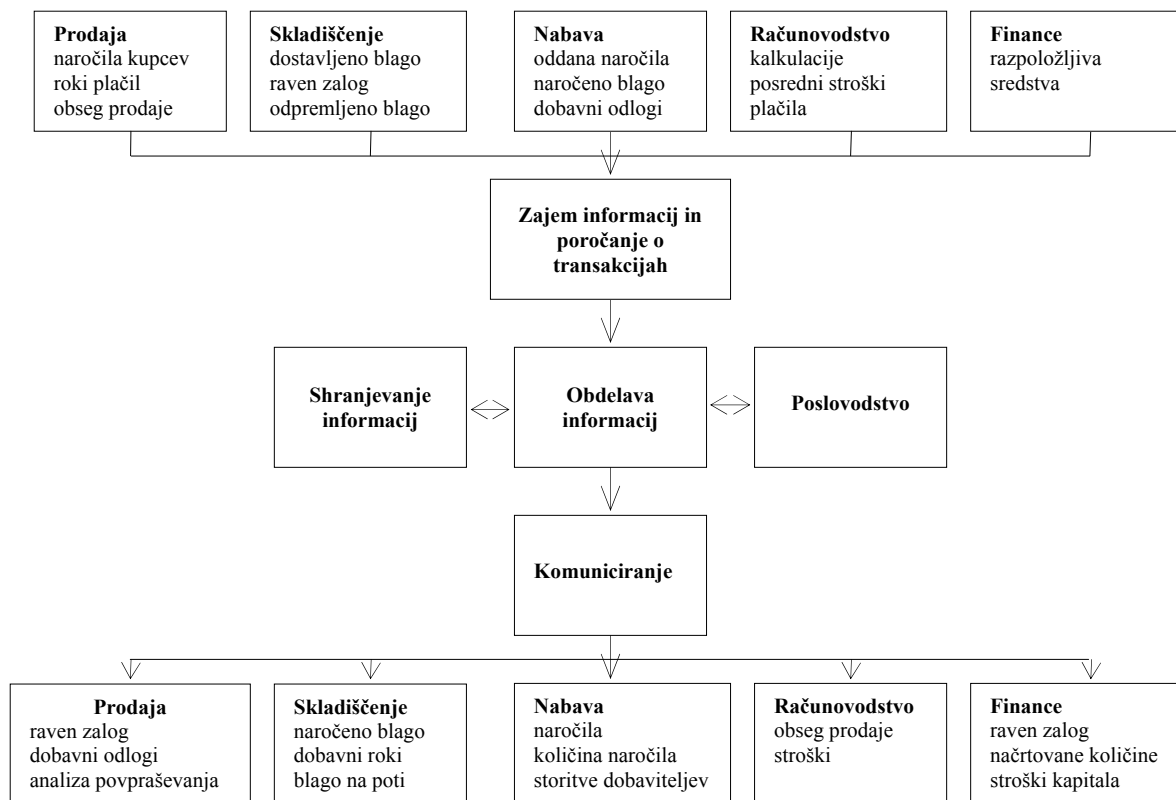 Prodaja
naročila kupcev
roki plačil
obseg prodaje
Skladiščenje
dostavljeno blago
raven zalog
odpremljeno blago
Nabava
oddana naročila
naročeno blago
dobavni odlogi
Računovodstvo
kalkulacije
posredni stroški
plačila
Finance
razpoložljiva
sredstva
Zajem informacij in
poročanje o
transakcijah
Shranjevanje
informacij
Obdelava
informacij
Poslovodstvo
Komuniciranje
Prodaja
raven zalog
dobavni odlogi
analiza povpraševanja
Skladiščenje
naročeno blago
dobavni roki
blago na poti
Nabava
naročila
količina naročila
storitve dobaviteljev
Računovodstvo
obseg prodaje
stroški
Finance
raven zalog
načrtovane količine
stroški kapitala